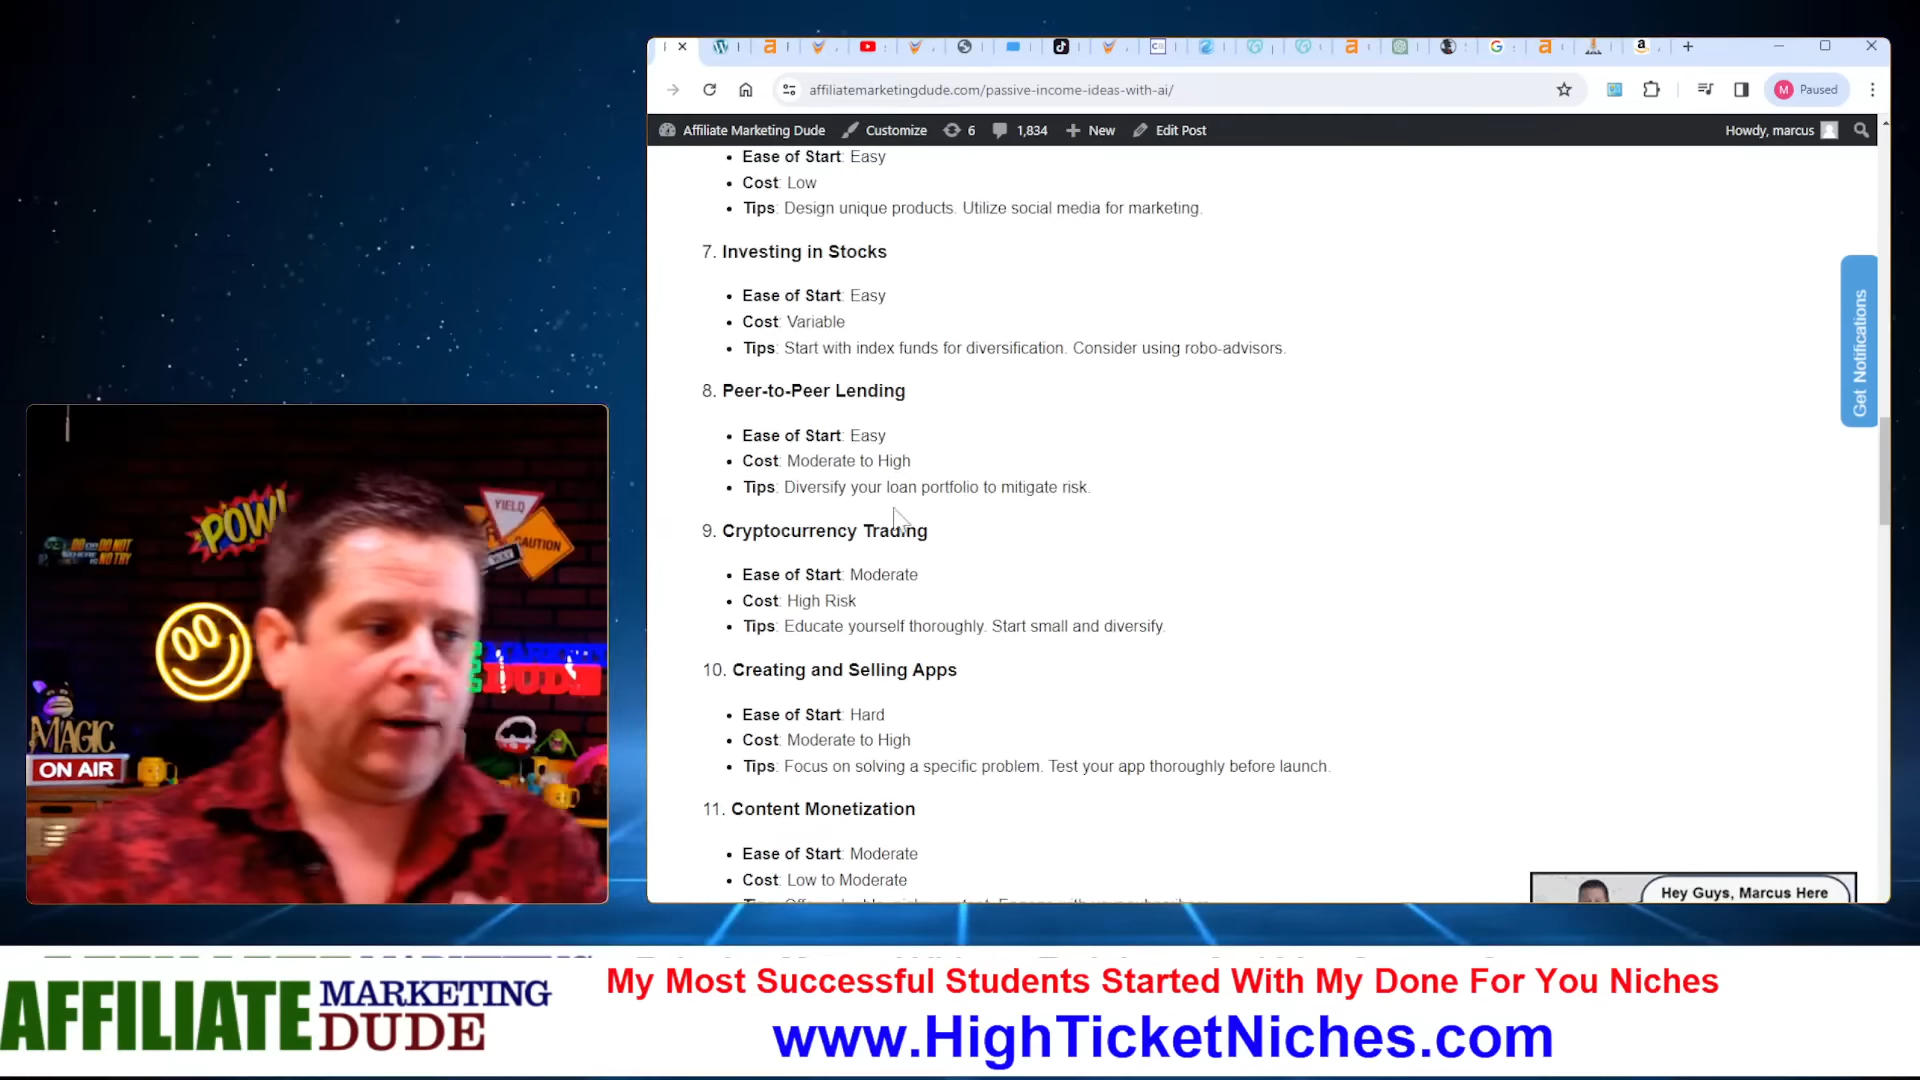 affiliatemarketingdude.com/passive-income-ideas-with-ai/
M Paused
Affiliate Marketing Dude Customize 6 1,834 New Edit Post
Howdy, marcus
• Ease of Start: Easy
• Cost: Low
• Tips: Design unique products. Utilize social media for marketing.
7. Investing in Stocks
• Ease of Start: Easy
• Cost: Variable
• Tips: Start with index funds for diversification. Consider using robo-advisors.
8. Peer-to-Peer Lending
• Ease of Start: Easy
• Cost: Moderate to High
• Tips: Diversify your loan portfolio to mitigate risk.
9. Cryptocurrency Trading
• Ease of Start: Moderate
• Cost: High Risk
• Tips: Educate yourself thoroughly. Start small and diversify.
10. Creating and Selling Apps
• Ease of Start: Hard
• Cost: Moderate to High
• Tips: Focus on solving a specific problem. Test your app thoroughly before launch.
11. Content Monetization
• Ease of Start: Moderate
• Cost: Low to Moderate
Get Notifications
Hey Guys, Marcus Here
POW!
YIELD
CAUTION
DO OR DO NOT
NO TRY
MAGIC
ON AIR
DUDE
AFFILIATE
MARKETING
DUDE
My Most Successful Students Started With My Done For You Niches
www.HighTicketNiches.com